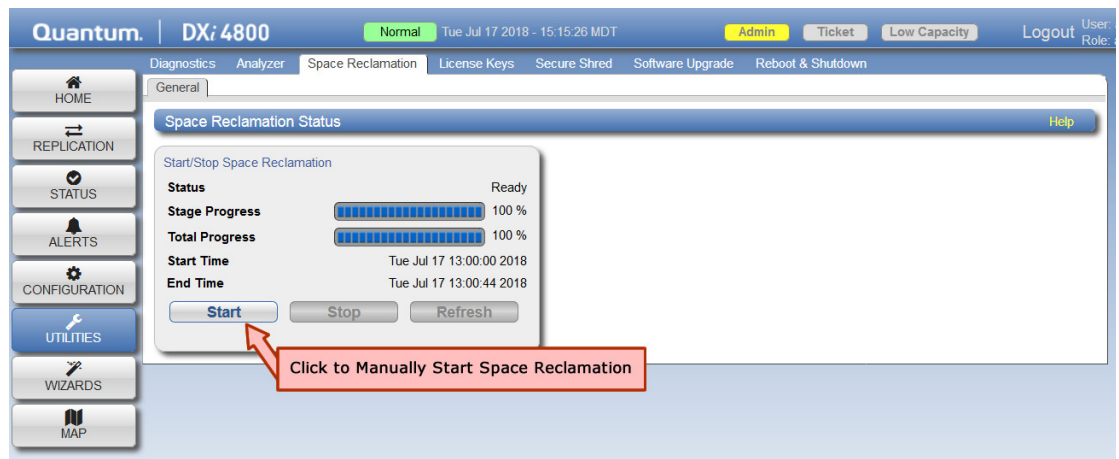 Quantum. DXi 4800 Normal Tue Jul 17 2018 - 15:15:26 MDT Admin Ticket Low Capacity Logout User:
Role:
Diagnostics Analyzer Space Reclamation License Keys Secure Shred Software Upgrade Reboot & Shutdown
General
HOME
REPLICATION
STATUS
ALERTS
CONFIGURATION
UTILITIES
WIZARDS
MAP
Space Reclamation Status Help
Start/Stop Space Reclamation
Status Ready
Stage Progress 100 %
Total Progress 100 %
Start Time Tue Jul 17 13:00:00 2018
End Time Tue Jul 17 13:00:44 2018
Start Stop Refresh
Click to Manually Start Space Reclamation